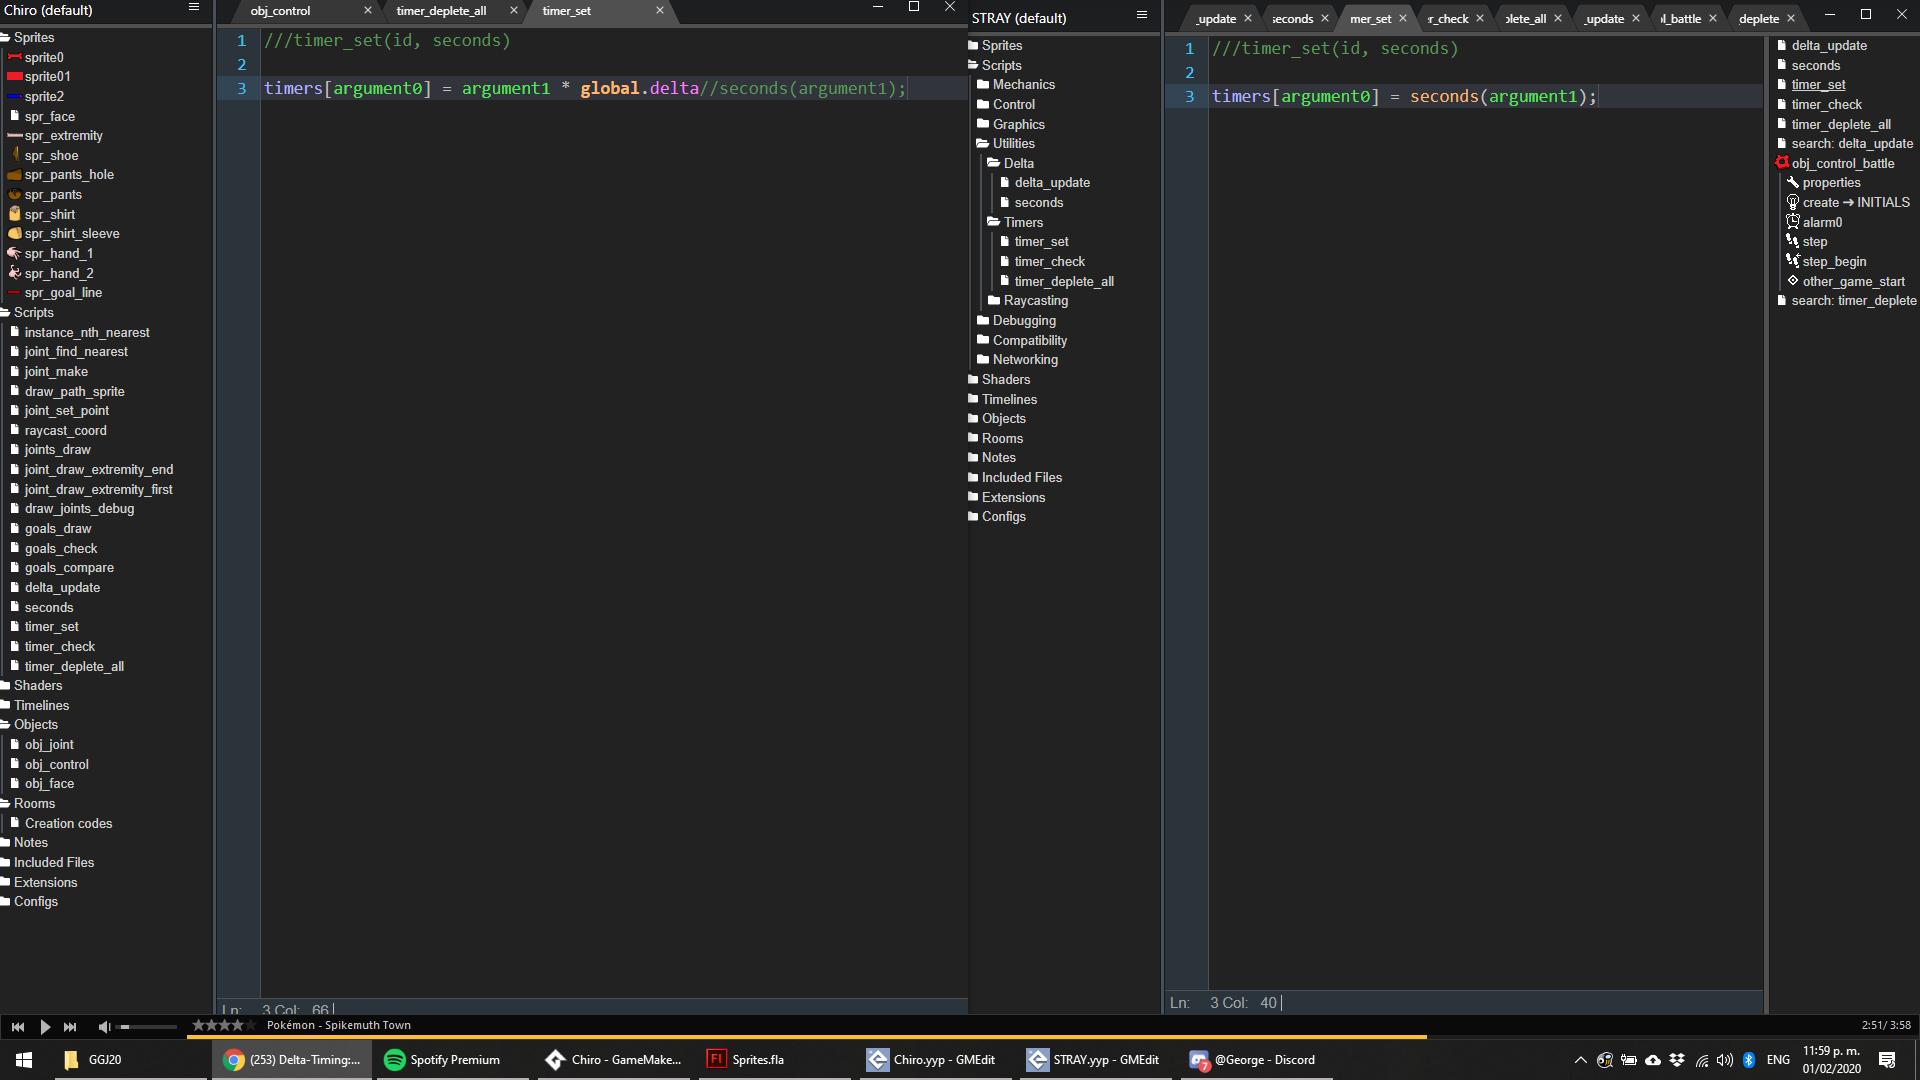 Chiro (default)
Sprites
sprite0
sprite01
sprite2
spr_face
spr_extremity
spr_shoe
spr_pants_hole
spr_pants
spr_shirt
spr_shirt_sleeve
spr_hand_1
spr_hand_2
spr_goal_line
Scripts
instance_nth_nearest
joint_find_nearest
joint_make
draw_path_sprite
joint_set_point
raycast_coord
joints_draw
joint_draw_extremity_end
joint_draw_extremity_first
draw_joints_debug
goals_draw
goals_check
goals_compare
delta_update
seconds
timer_set
timer_check
timer_deplete_all
Shaders
Timelines
Objects
obj_joint
obj_control
obj_face
Rooms
Creation codes
Notes
Included Files
Extensions
Configs
obj_control timer_deplete_all timer_set
1 ///timer_set(id, seconds)
2
3 timers[argument0] = argument1 * global.delta//seconds(argument1);
Ln: 3 Col: 66
STRAY (default)
Sprites
Scripts
Mechanics
Control
Graphics
Utilities
Delta
delta_update
seconds
Timers
timer_set
timer_check
timer_deplete_all
Raycasting
Debugging
Compatibility
Networking
Shaders
Timelines
Objects
Rooms
Notes
Included Files
Extensions
Configs
_update seconds mer_set r_check plete_all _update l_battle deplete
1 ///timer_set(id, seconds)
2
3 timers[argument0] = seconds(argument1);
Ln: 3 Col: 40
delta_update
seconds
timer_set
timer_check
timer_deplete_all
search: delta_update
obj_control_battle
properties
create → INITIALS
alarm0
step
step_begin
other_game_start
search: timer_deplete
Pokémon - Spikemuth Town
2:51/ 3:58
GGJ20
(253) Delta-Timing:...
Spotify Premium
Chiro - GameMake...
Fl
Sprites.fla
Chiro.yyp - GMEdit
STRAY.yyp - GMEdit
7
@George - Discord
ENG
11:59 p. m.
01/02/2020